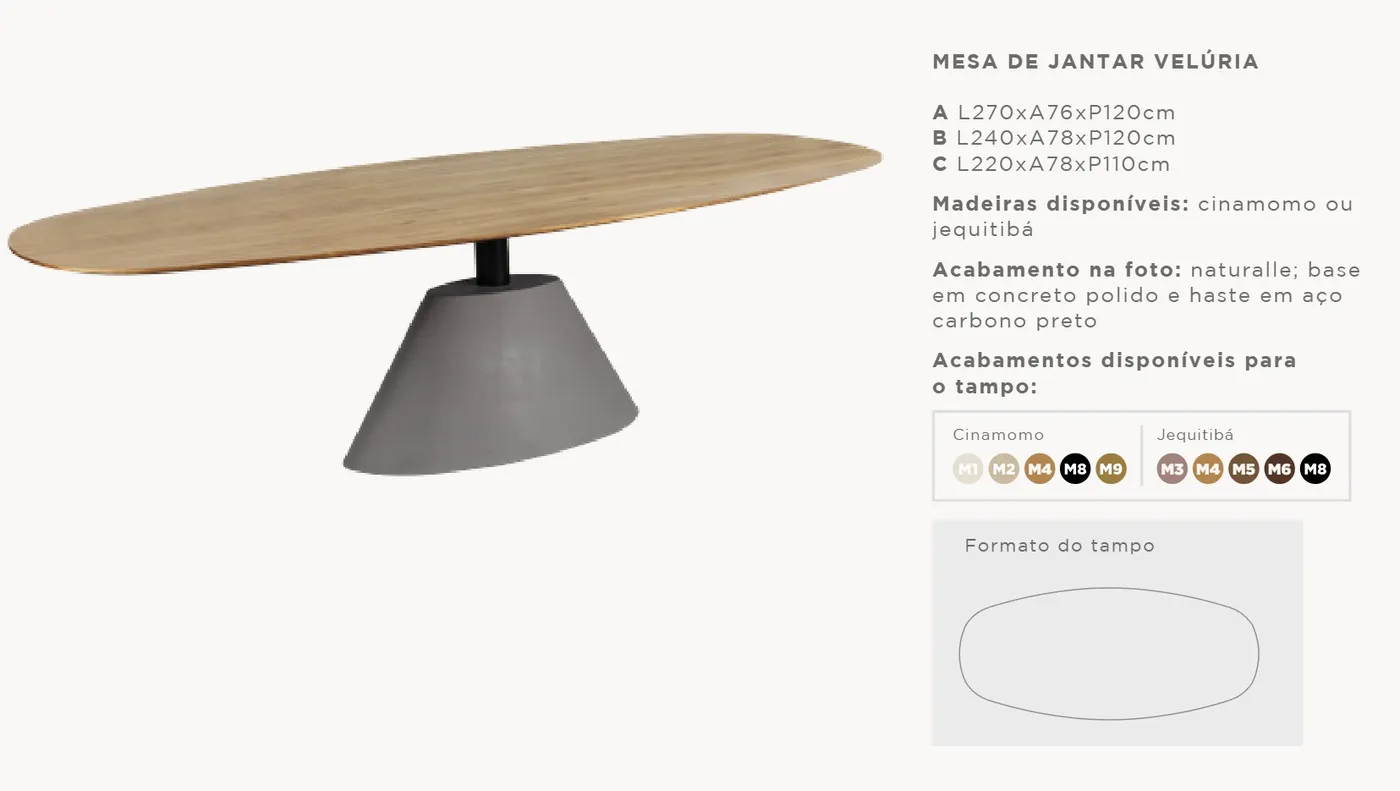 MESA DE JANTAR VELÚRIA
A L270xA76xP120cm
B L240xA78xP120cm
C L220xA78xP110cm
Madeiras disponíveis: cinamomo ou
jequitibá
Acabamento na foto: naturalle; base
em concreto polido e haste em aço
carbono preto
Acabamentos disponíveis para
o tampo:
Cinamomo
M1 M2 M4 M8 M9
Jequitibá
M3 M4 M5 M6 M8
Formato do tampo